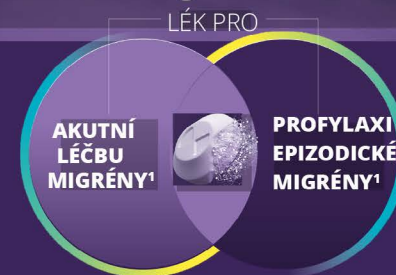 LÉK PRO
AKUTNÍ
LÉČBU
MIGRÉNY¹
PROFYLAXI
EPIZODICKÉ
MIGRÉNY¹